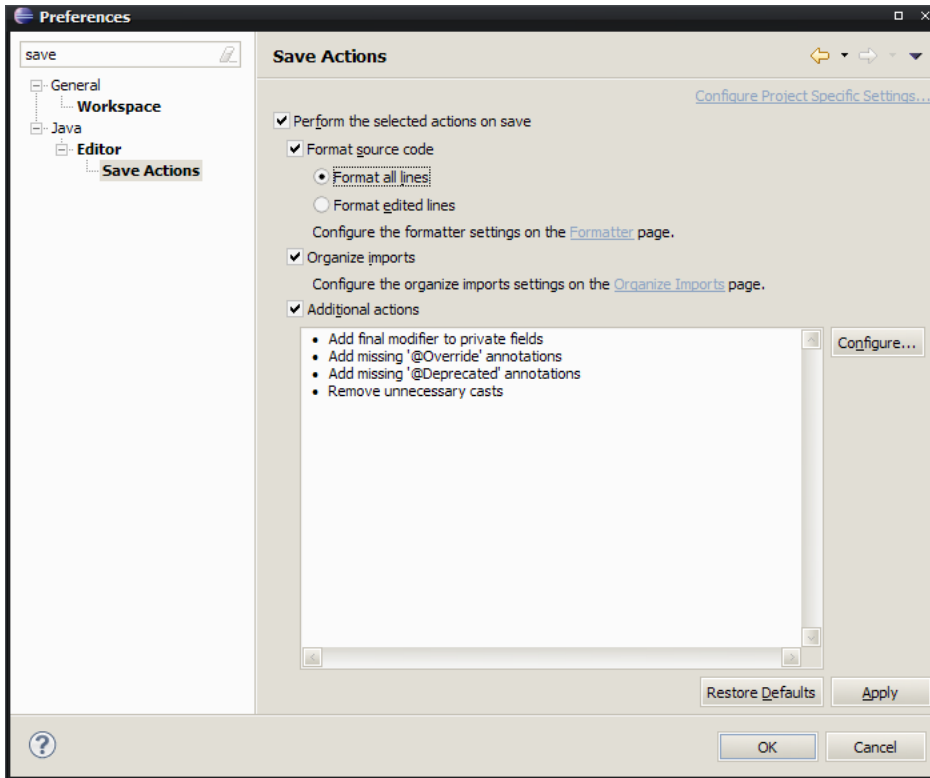 Preferences
save
General
Workspace
Java
Editor
Save Actions
Save Actions
Configure Project Specific Settings...
Perform the selected actions on save
Format source code
Format all lines
Format edited lines
Configure the formatter settings on the Formatter page.
Organize imports
Configure the organize imports settings on the Organize Imports page.
Additional actions
• Add final modifier to private fields
• Add missing '@Override' annotations
• Add missing '@Deprecated' annotations
• Remove unnecessary casts
Configure...
Restore Defaults
Apply
?
OK
Cancel